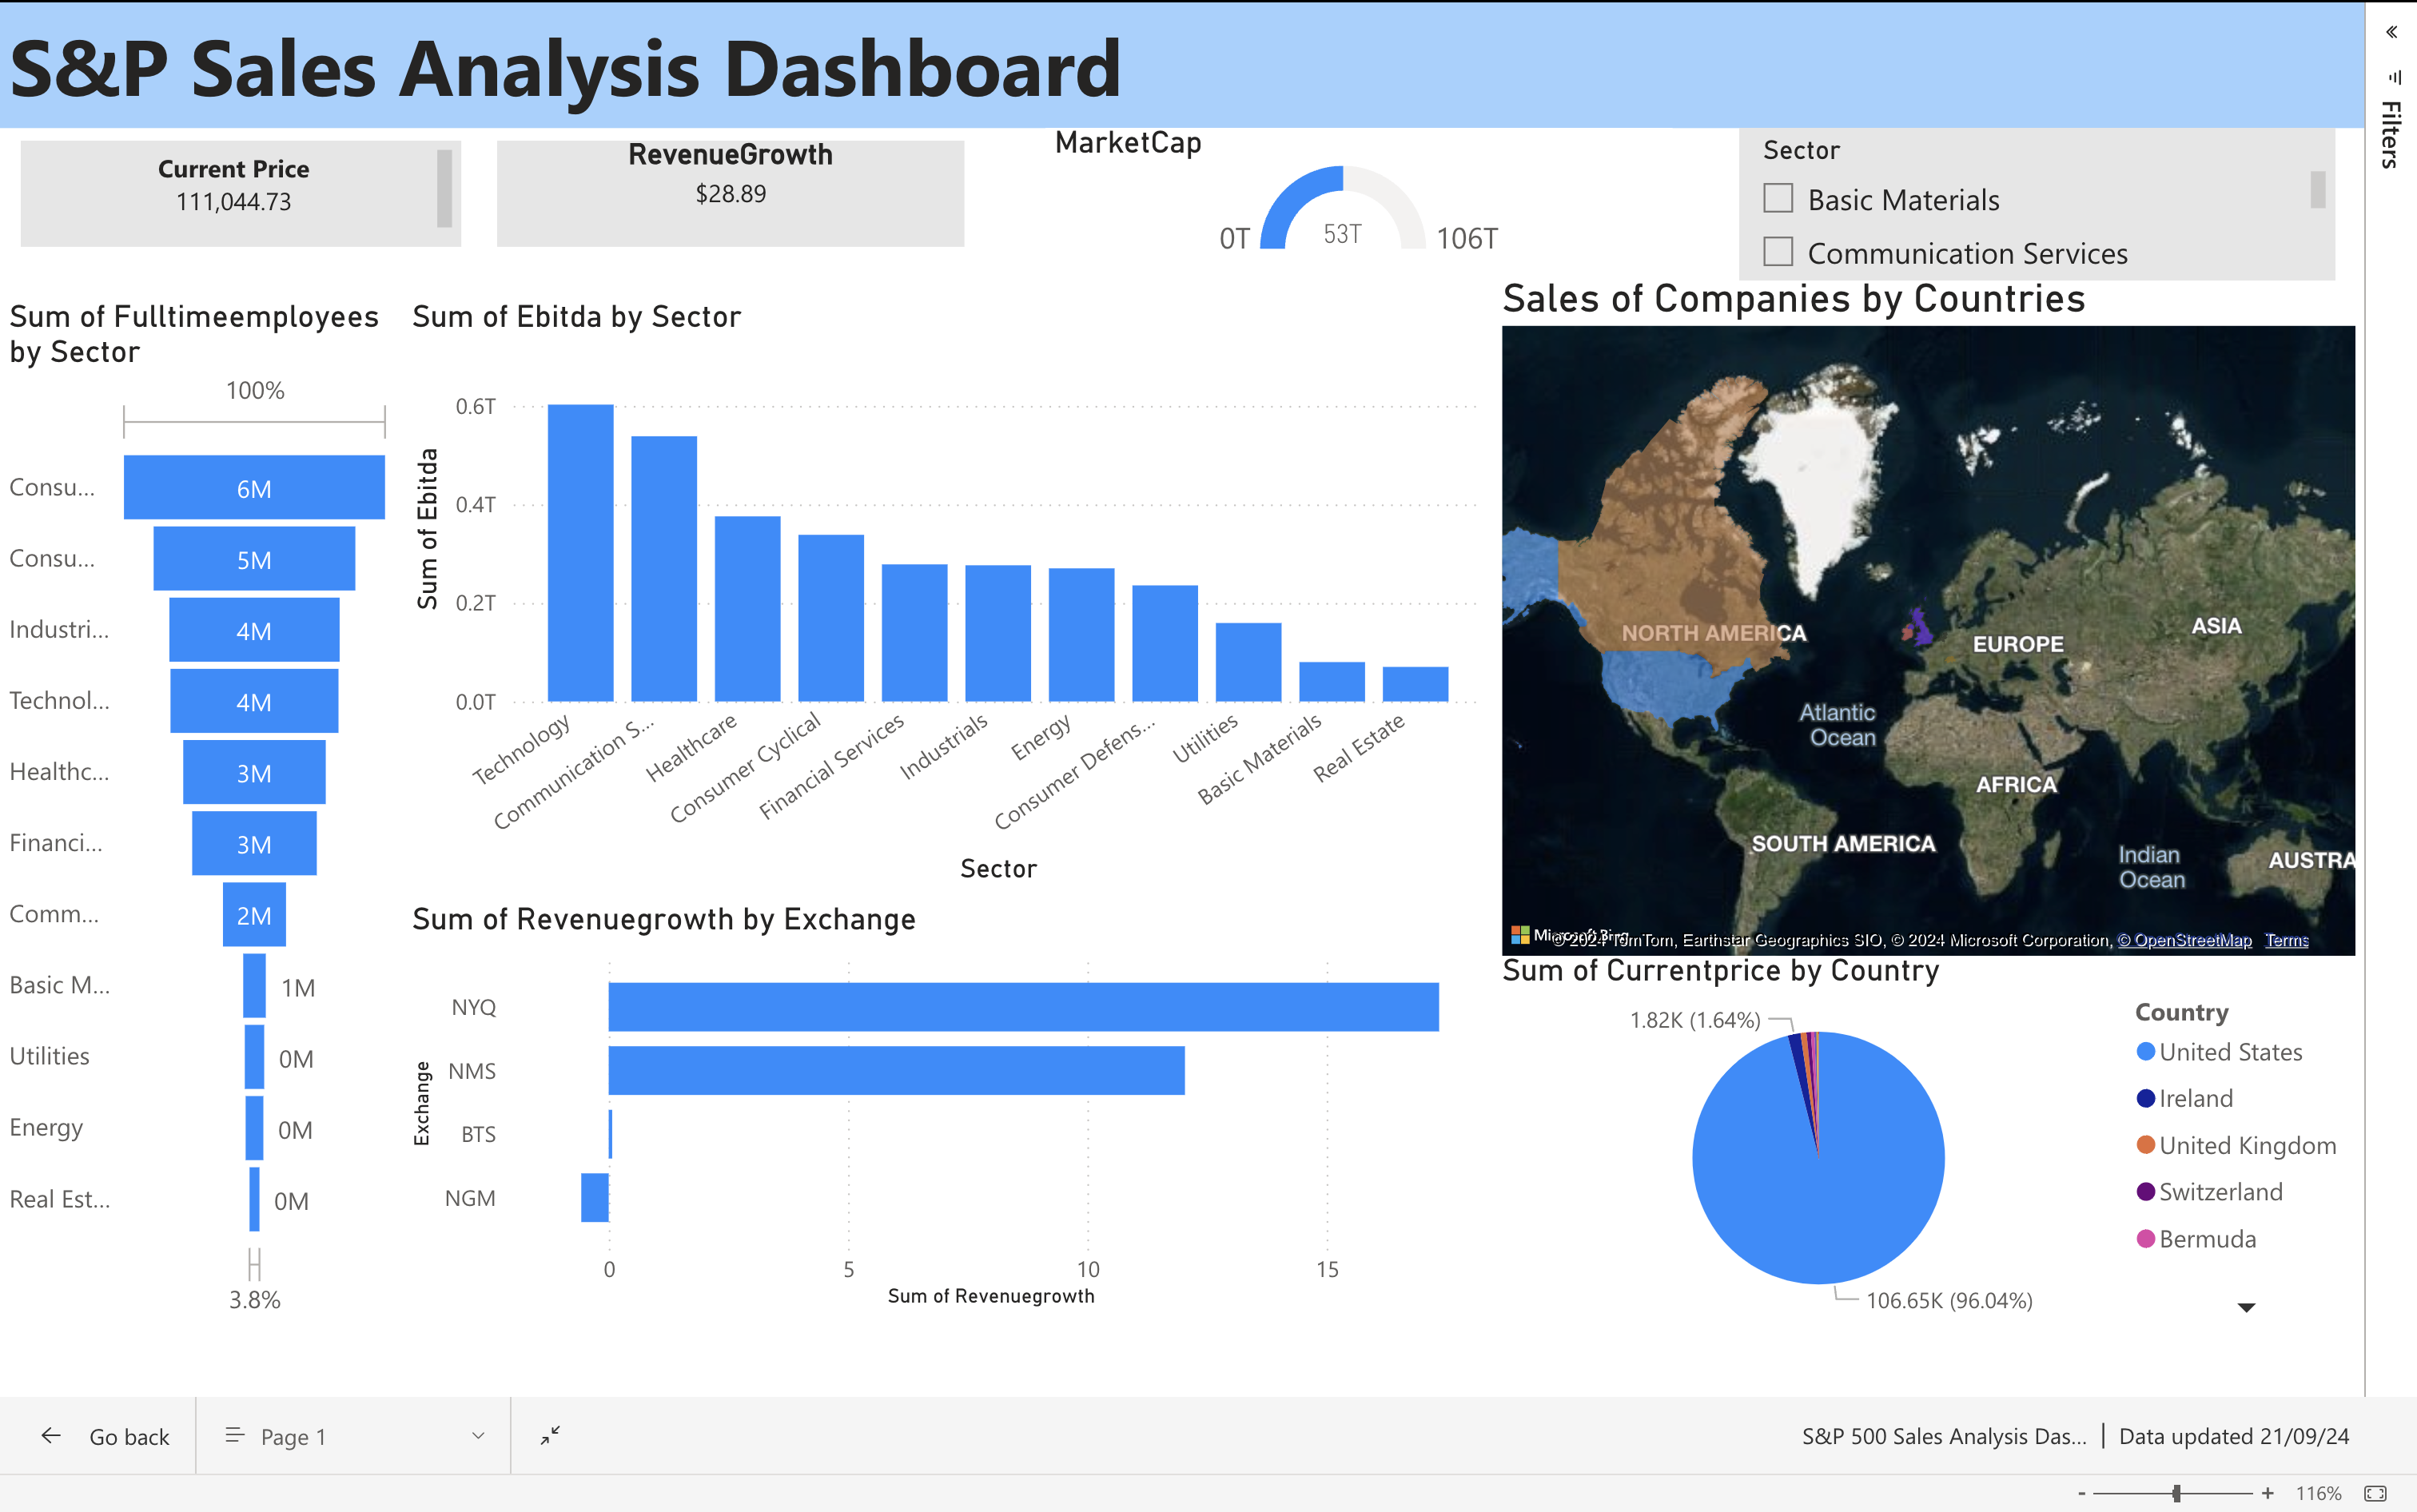 S&P Sales Analysis Dashboard
Filters
Current Price
111,044.73
RevenueGrowth
$28.89
MarketCap
0T
53T
106T
Sector
Basic Materials
Communication Services
Sum of Fulltimeemployees
by Sector
100%
Consu...
6M
Consu...
5M
Industri...
4M
Technol...
4M
Healthc...
3M
Financi...
3M
Comm...
2M
Basic M...
1M
Utilities
0M
Energy
0M
Real Est...
0M
3.8%
Sum of Ebitda by Sector
Sum of Ebitda
0.6T
0.4T
0.2T
0.0T
Technology
Communication S...
Healthcare
Consumer Cyclical
Financial Services
Industrials
Energy
Consumer Defens...
Utilities
Basic Materials
Real Estate
Sector
Sum of Revenuegrowth by Exchange
Exchange
NYQ
NMS
BTS
NGM
0
5
10
15
Sum of Revenuegrowth
Sales of Companies by Countries
NORTH AMERICA
EUROPE
ASIA
Atlantic
Ocean
AFRICA
SOUTH AMERICA
Indian
Ocean
AUSTRA
Microsoft Bing
© 2024 TomTom, Earthstar Geographics SIO, © 2024 Microsoft Corporation, © OpenStreetMap Terms
Sum of Currentprice by Country
1.82K (1.64%)
106.65K (96.04%)
Country
United States
Ireland
United Kingdom
Switzerland
Bermuda
Go back
Page 1
S&P 500 Sales Analysis Das... | Data updated 21/09/24
- + 116%